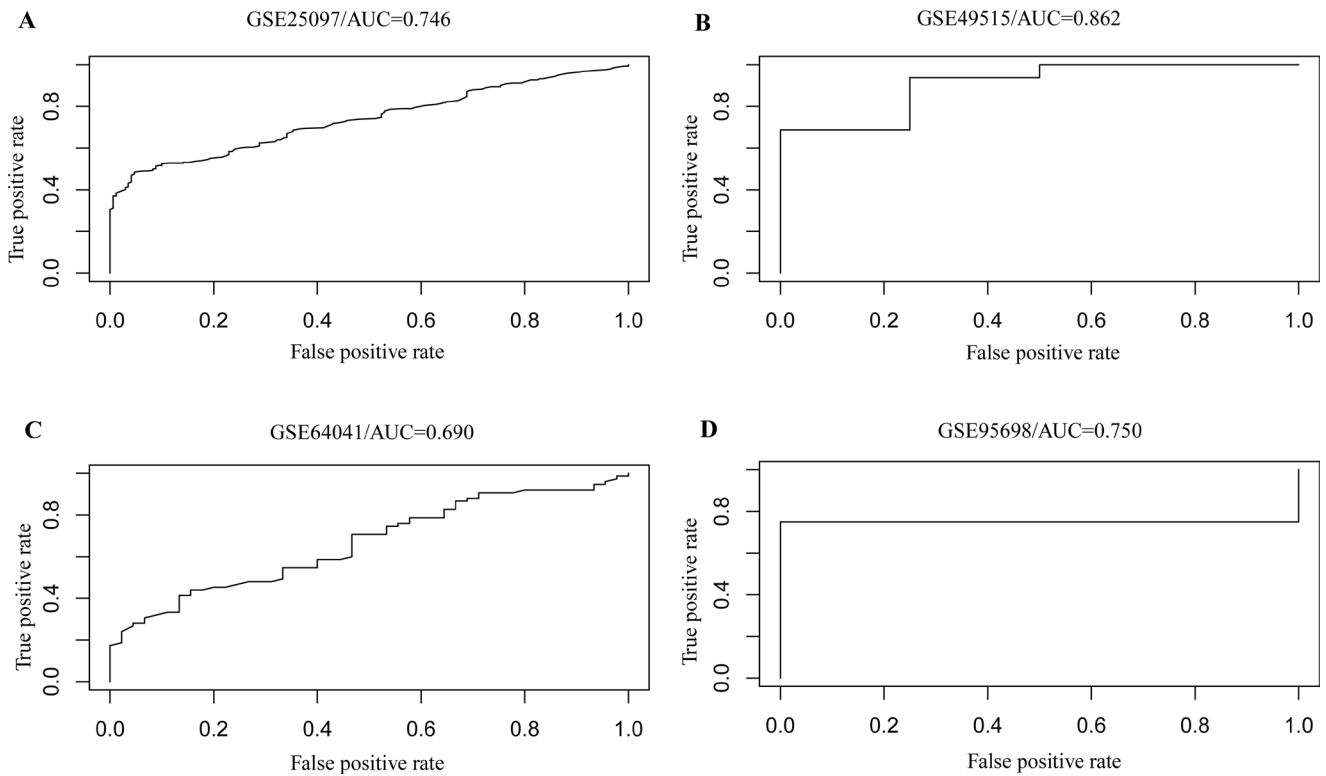 A
GSE25097/AUC=0.746
True positive rate
0.0 0.4 0.8
0.0 0.2 0.4 0.6 0.8 1.0
False positive rate
B
GSE49515/AUC=0.862
True positive rate
0.0 0.4 0.8
0.0 0.2 0.4 0.6 0.8 1.0
False positive rate
C
GSE64041/AUC=0.690
True positive rate
0.0 0.4 0.8
0.0 0.2 0.4 0.6 0.8 1.0
False positive rate
D
GSE95698/AUC=0.750
True positive rate
0.0 0.4 0.8
0.0 0.2 0.4 0.6 0.8 1.0
False positive rate